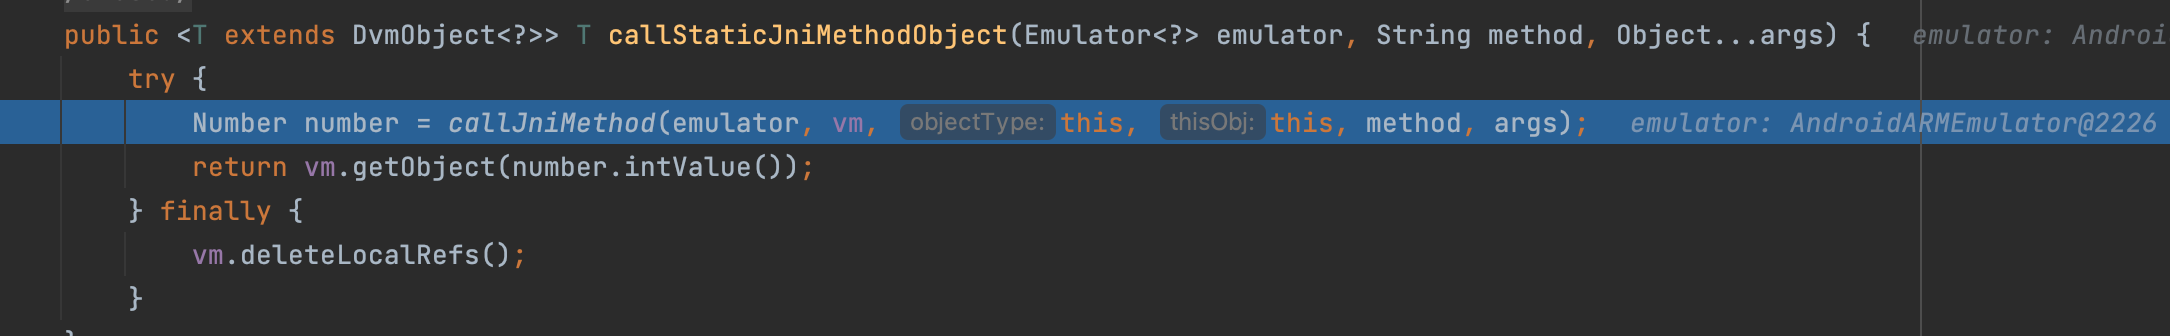 public <T extends DvmObject<?>> T callStaticJniMethodObject(Emulator<?> emulator, String method, Object...args) {   emulator: Androi
try {
Number number = callJniMethod(emulator, vm, objectType: this, thisObj: this, method, args);   emulator: AndroidARMEmulator@2226
return vm.getObject(number.intValue());
} finally {
vm.deleteLocalRefs();
}